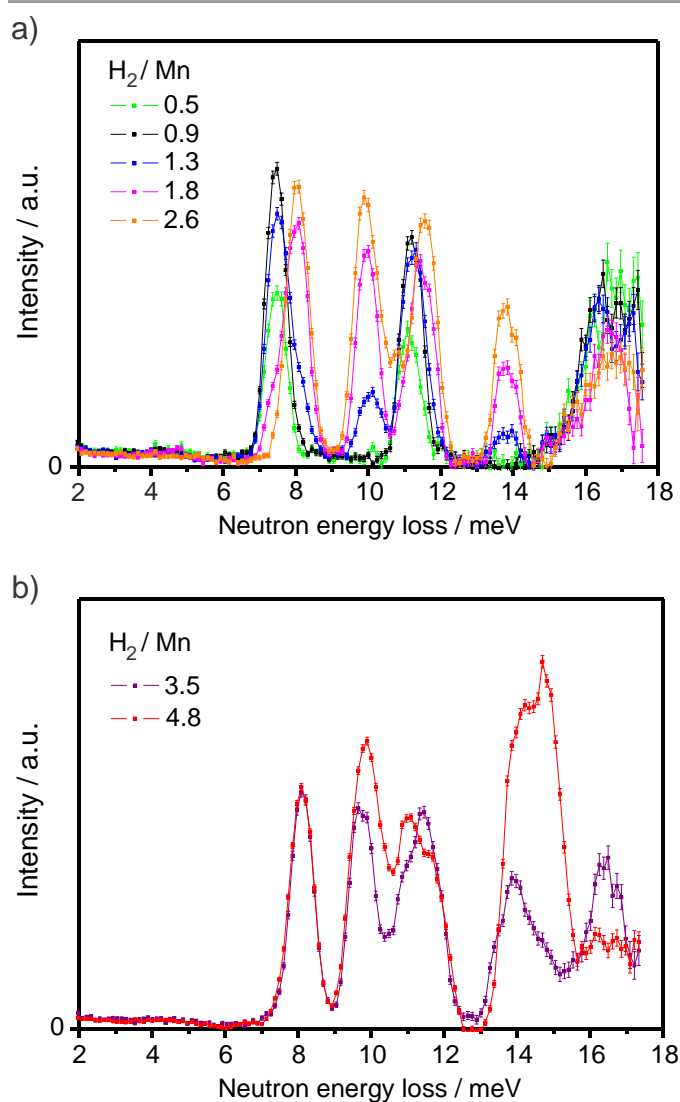 a)
H₂ / Mn
0.5
0.9
1.3
1.8
2.6
Intensity / a.u.
0
2 4 6 8 10 12 14 16 18
Neutron energy loss / meV
b)
H₂ / Mn
3.5
4.8
Intensity / a.u.
0
2 4 6 8 10 12 14 16 18
Neutron energy loss / meV